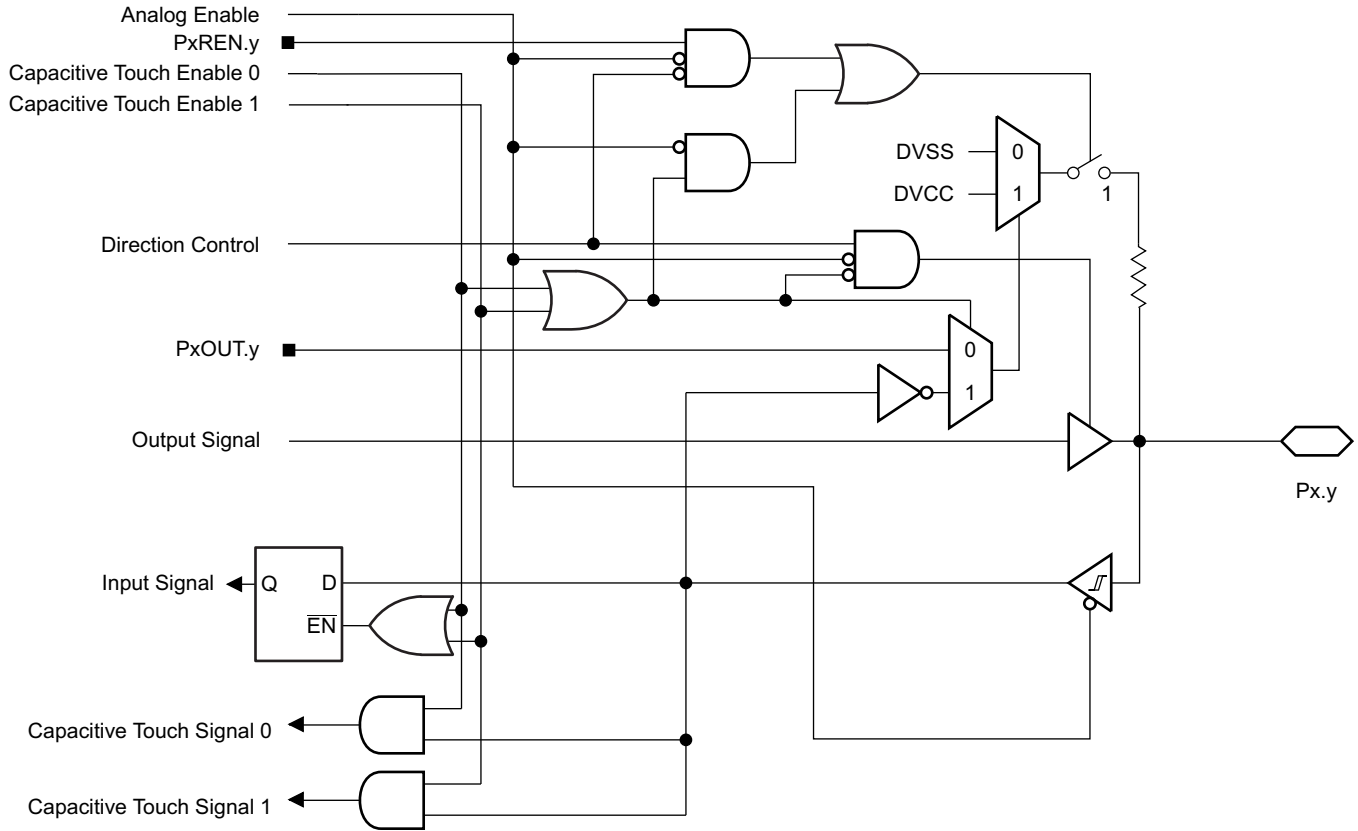 Analog Enable
PxREN.y
Capacitive Touch Enable 0
Capacitive Touch Enable 1
DVSS
0
DVCC
1
1
Direction Control
PxOUT.y
0
1
Output Signal
Px.y
Input Signal
Q
D
EN
Capacitive Touch Signal 0
Capacitive Touch Signal 1